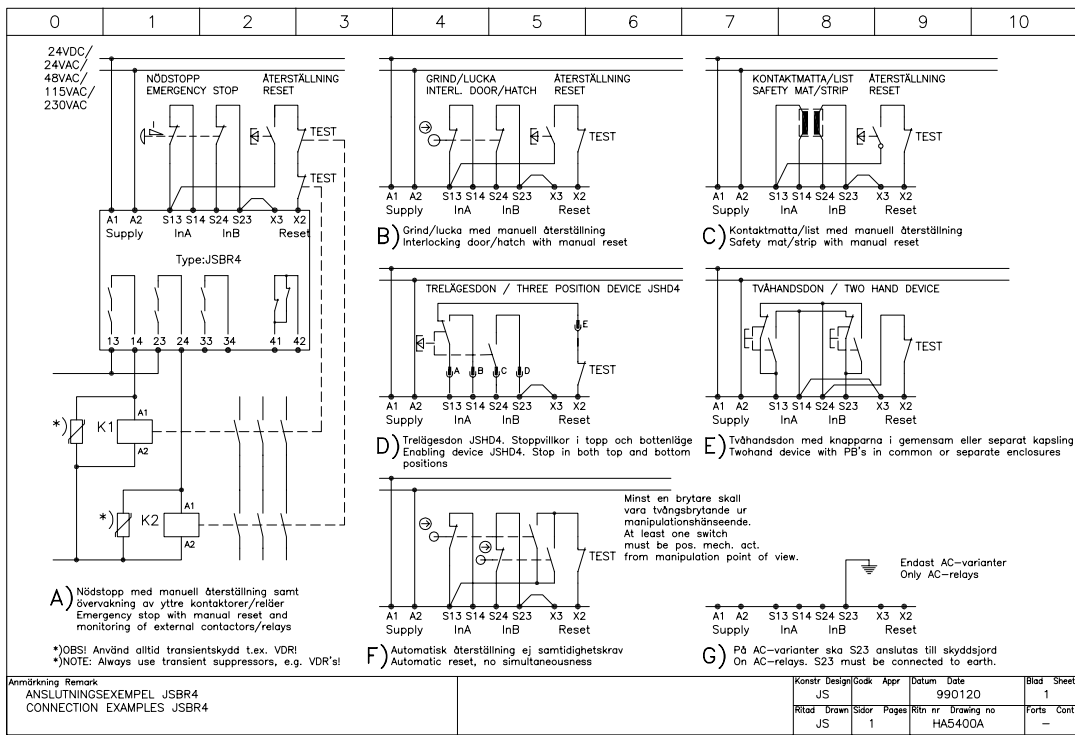 0 1 2 3 4 5 6 7 8 9 10
24VDC/
24VAC/
48VAC/
115VAC/
230VAC
NÖDSTOPP
EMERGENCY STOP
ÅTERSTÄLLNING
RESET
TEST
TEST
A1 A2 S13 S14 S24 S23 X3 X2
Supply InA InB Reset
Type:JSBR4
13 14 23 24 33 34 41 42
*) K1
A1
A2
*) K2
A1
A2
A) Nödstopp med manuell återställning samt
övervakning av yttre kontaktorer/reläer
Emergency stop with manual reset and
monitoring of external contactors/relays
*)OBS! Använd alltid transientskydd t.ex. VDR!
*)NOTE: Always use transient suppressors, e.g. VDR's!
GRIND/LUCKA
INTERL. DOOR/HATCH
ÅTERSTÄLLNING
RESET
TEST
A1 A2 S13 S14 S24 S23 X3 X2
Supply InA InB Reset
B) Grind/lucka med manuell återställning
Interlocking door/hatch with manual reset
KONTAKTMATTA/LIST
SAFETY MAT/STRIP
ÅTERSTÄLLNING
RESET
TEST
A1 A2 S13 S14 S24 S23 X3 X2
Supply InA InB Reset
C) Kontaktmatta/list med manuell återställning
Safety mat/strip with manual reset
TRELÄGESDON / THREE POSITION DEVICE JSHD4
E
A B C D
TEST
A1 A2 S13 S14 S24 S23 X3 X2
Supply InA InB Reset
D) Trelägesdon JSHD4. Stoppvillkor i topp och bottenläge
Enabling device JSHD4. Stop in both top and bottom
positions
TVÅHANDSDON / TWO HAND DEVICE
TEST
A1 A2 S13 S14 S24 S23 X3 X2
Supply InA InB Reset
E) Tvåhandsdon med knapparna i gemensam eller separat kapsling
Twohand device with PB's in common or separate enclosures
Minst en brytare skall
vara tvångsbrytande ur
manipulationshänseende.
At least one switch
must be pos. mech. act.
from manipulation point of view.
TEST
A1 A2 S13 S14 S24 S23 X3 X2
Supply InA InB Reset
F) Automatisk återställning ej samtidighetskrav
Automatic reset, no simultaneousness
Endast AC-varianter
Only AC-relays
A1 A2 S13 S14 S24 S23 X3 X2
Supply InA InB Reset
G) På AC-varianter ska S23 anslutas till skyddsjord
On AC-relays. S23 must be connected to earth.
Anmärkning Remark
ANSLUTNINGSEXEMPEL JSBR4
CONNECTION EXAMPLES JSBR4
Konstr Design Godk Appr Datum Date Blad Sheet
JS 990120 1
Ritad Drawn Sidor Pages Ritn nr Drawing no Forts Cont
JS 1 HA5400A -